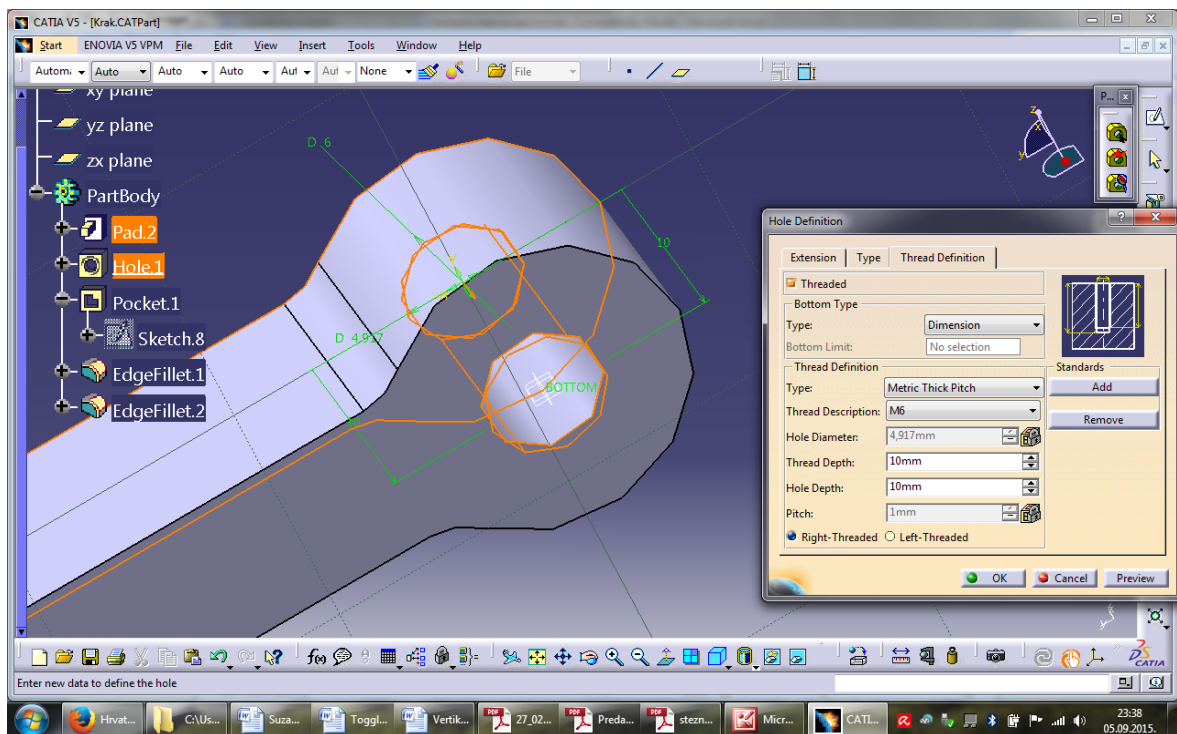 CATIA V5 - [Krak.CATPart]
Start ENOVIA V5 VPM File Edit View Insert Tools Window Help
Auto Auto Auto Aut Aut None File
xy plane
yz plane
zx plane
PartBody
Pad.2
Hole.1
Pocket.1
Sketch.8
EdgeFillet.1
EdgeFillet.2
D 6
10
D 4,917
BOTTOM
z
x
y
P... x
Hole Definition
Extension Type Thread Definition
Threaded
Bottom Type
Type: Dimension
Bottom Limit: No selection
Thread Definition
Type: Metric Thick Pitch
Thread Description: M6
Hole Diameter: 4,917mm
Thread Depth: 10mm
Hole Depth: 10mm
Pitch: 1mm
Right-Threaded Left-Threaded
Standards
Add
Remove
OK Cancel Preview
CATIA
Enter new data to define the hole
Hrvat... C:\Us... Suza... Toggl... Vertik... 27_02... Preda... stezn... Micr... CATI...
23:38
05.09.2015.